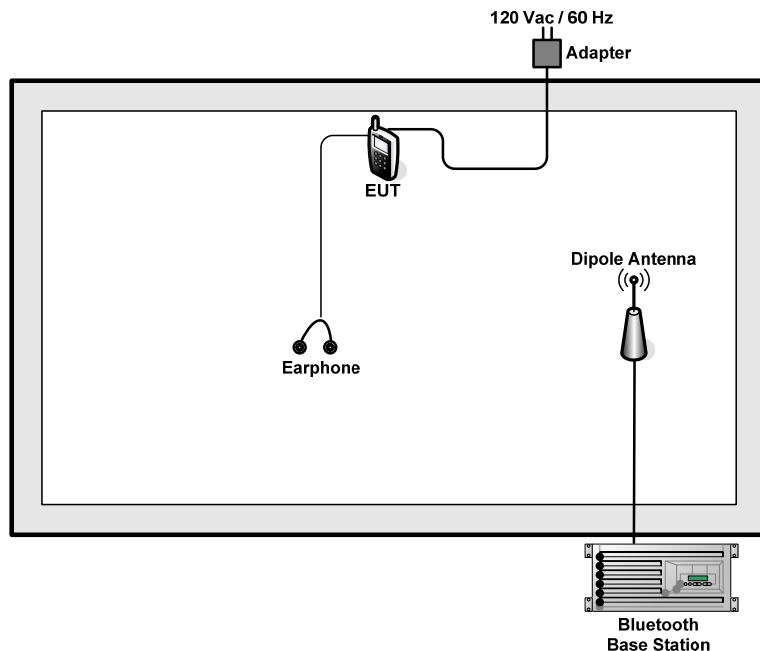 120 Vac / 60 Hz
Adapter
EUT
Dipole Antenna
Earphone
Bluetooth
Base Station